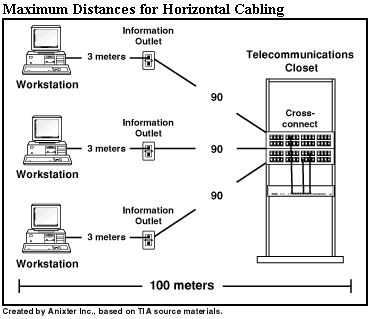 Maximum Distances for Horizontal Cabling
Information
Outlet
3 meters
Workstation
90
Telecommunications
Closet
Cross-
connect
Information
Outlet
3 meters
Workstation
90
Information
Outlet
3 meters
Workstation
90
100 meters
Created by Anixter Inc., based on TIA source materials.